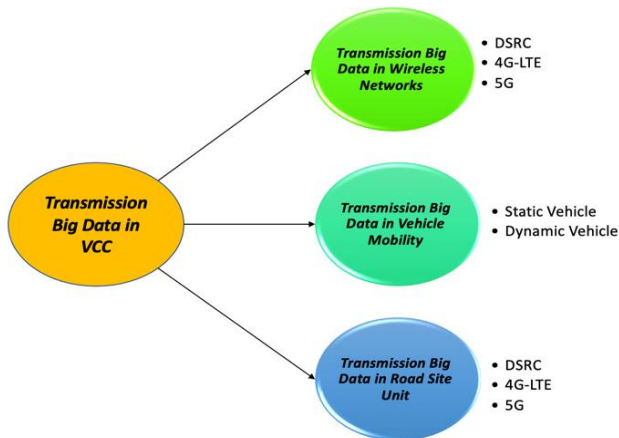 Transmission Big
Data in Wireless
Networks
• DSRC
• 4G-LTE
• 5G
Transmission
Big Data in
VCC
Transmission Big
Data in Vehicle
Mobility
• Static Vehicle
• Dynamic Vehicle
Transmission Big
Data in Road Site
Unit
• DSRC
• 4G-LTE
• 5G